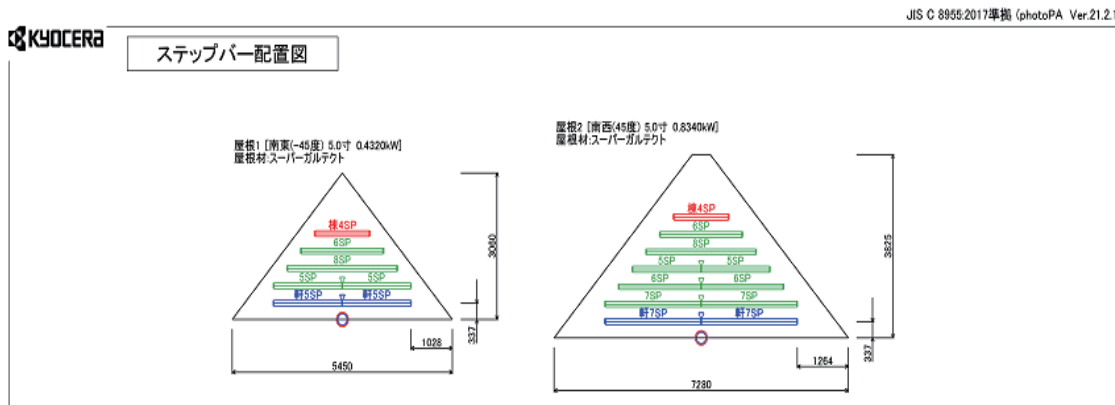 JIS C 8955:2017準拠 (photoPA Ver.21.2.1
KYOCERA
ステップバー配置図
屋根1 [南東(-45度) 5.0寸 0.4320kW]
屋根材:スーパーガルテクト
棟4SP
6SP
8SP
5SP 5SP
軒5SP 軒5SP
3060
337
1028
5450
屋根2 [南西(45度) 5.0寸 0.8340kW]
屋根材:スーパーガルテクト
棟4SP
6SP
8SP
5SP 5SP
6SP 6SP
7SP 7SP
軒7SP 軒7SP
3825
337
1264
7280